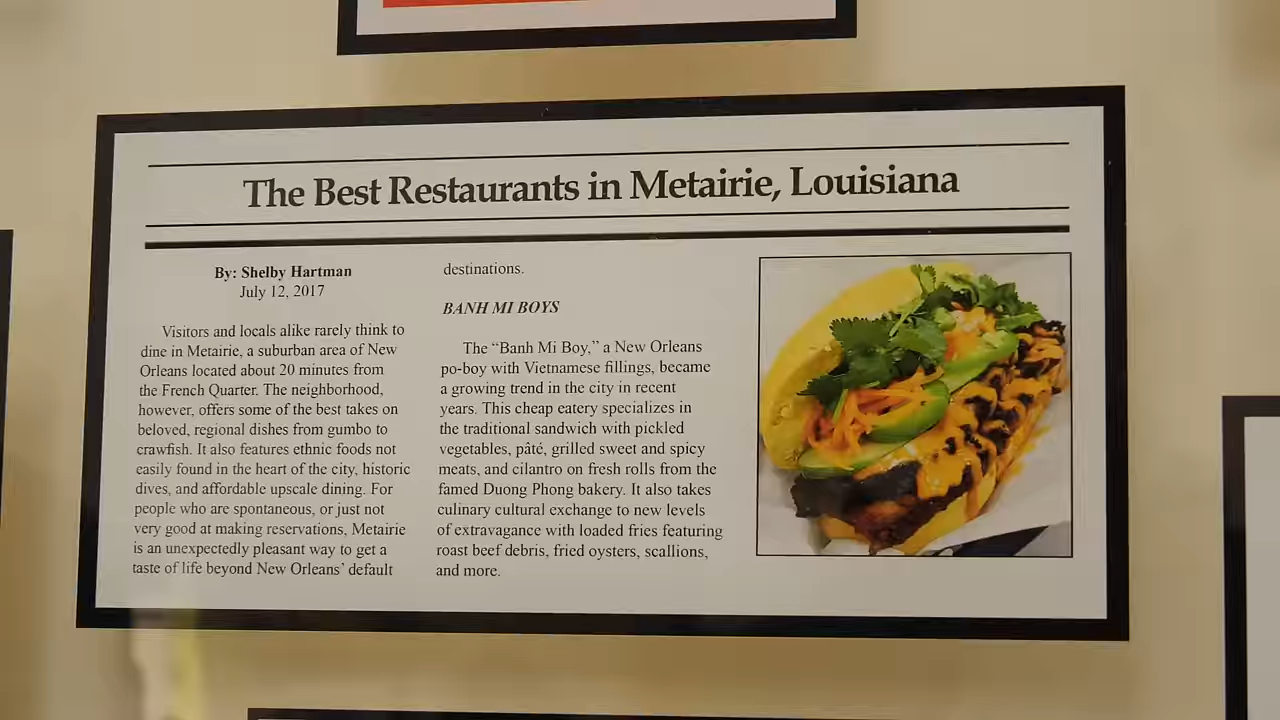 The Best Restaurants in Metairie, Louisiana
By: Shelby Hartman
July 12, 2017
Visitors and locals alike rarely think to
dine in Metairie, a suburban area of New
Orleans located about 20 minutes from
the French Quarter. The neighborhood,
however, offers some of the best takes on
beloved, regional dishes from gumbo to
crawfish. It also features ethnic foods not
easily found in the heart of the city, historic
dives, and affordable upscale dining. For
people who are spontaneous, or just not
very good at making reservations, Metairie
is an unexpectedly pleasant way to get a
taste of life beyond New Orleans' default
destinations.
BANH MI BOYS
The “Banh Mi Boy,” a New Orleans
po-boy with Vietnamese fillings, became
a growing trend in the city in recent
years. This cheap eatery specializes in
the traditional sandwich with pickled
vegetables, pâté, grilled sweet and spicy
meats, and cilantro on fresh rolls from the
famed Duong Phong bakery. It also takes
culinary cultural exchange to new levels
of extravagance with loaded fries featuring
roast beef debris, fried oysters, scallions,
and more.